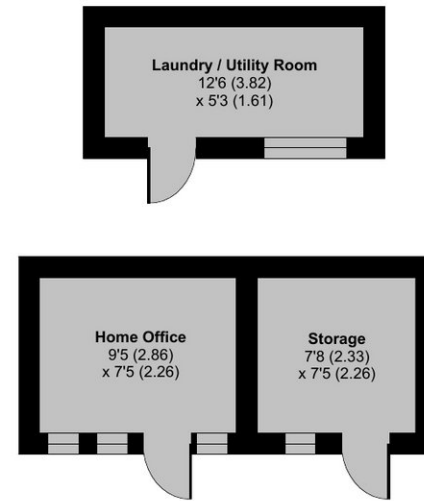 Laundry / Utility Room
12'6 (3.82)
x 5'3 (1.61)
Home Office
9'5 (2.86)
x 7'5 (2.26)
Storage
7'8 (2.33)
x 7'5 (2.26)